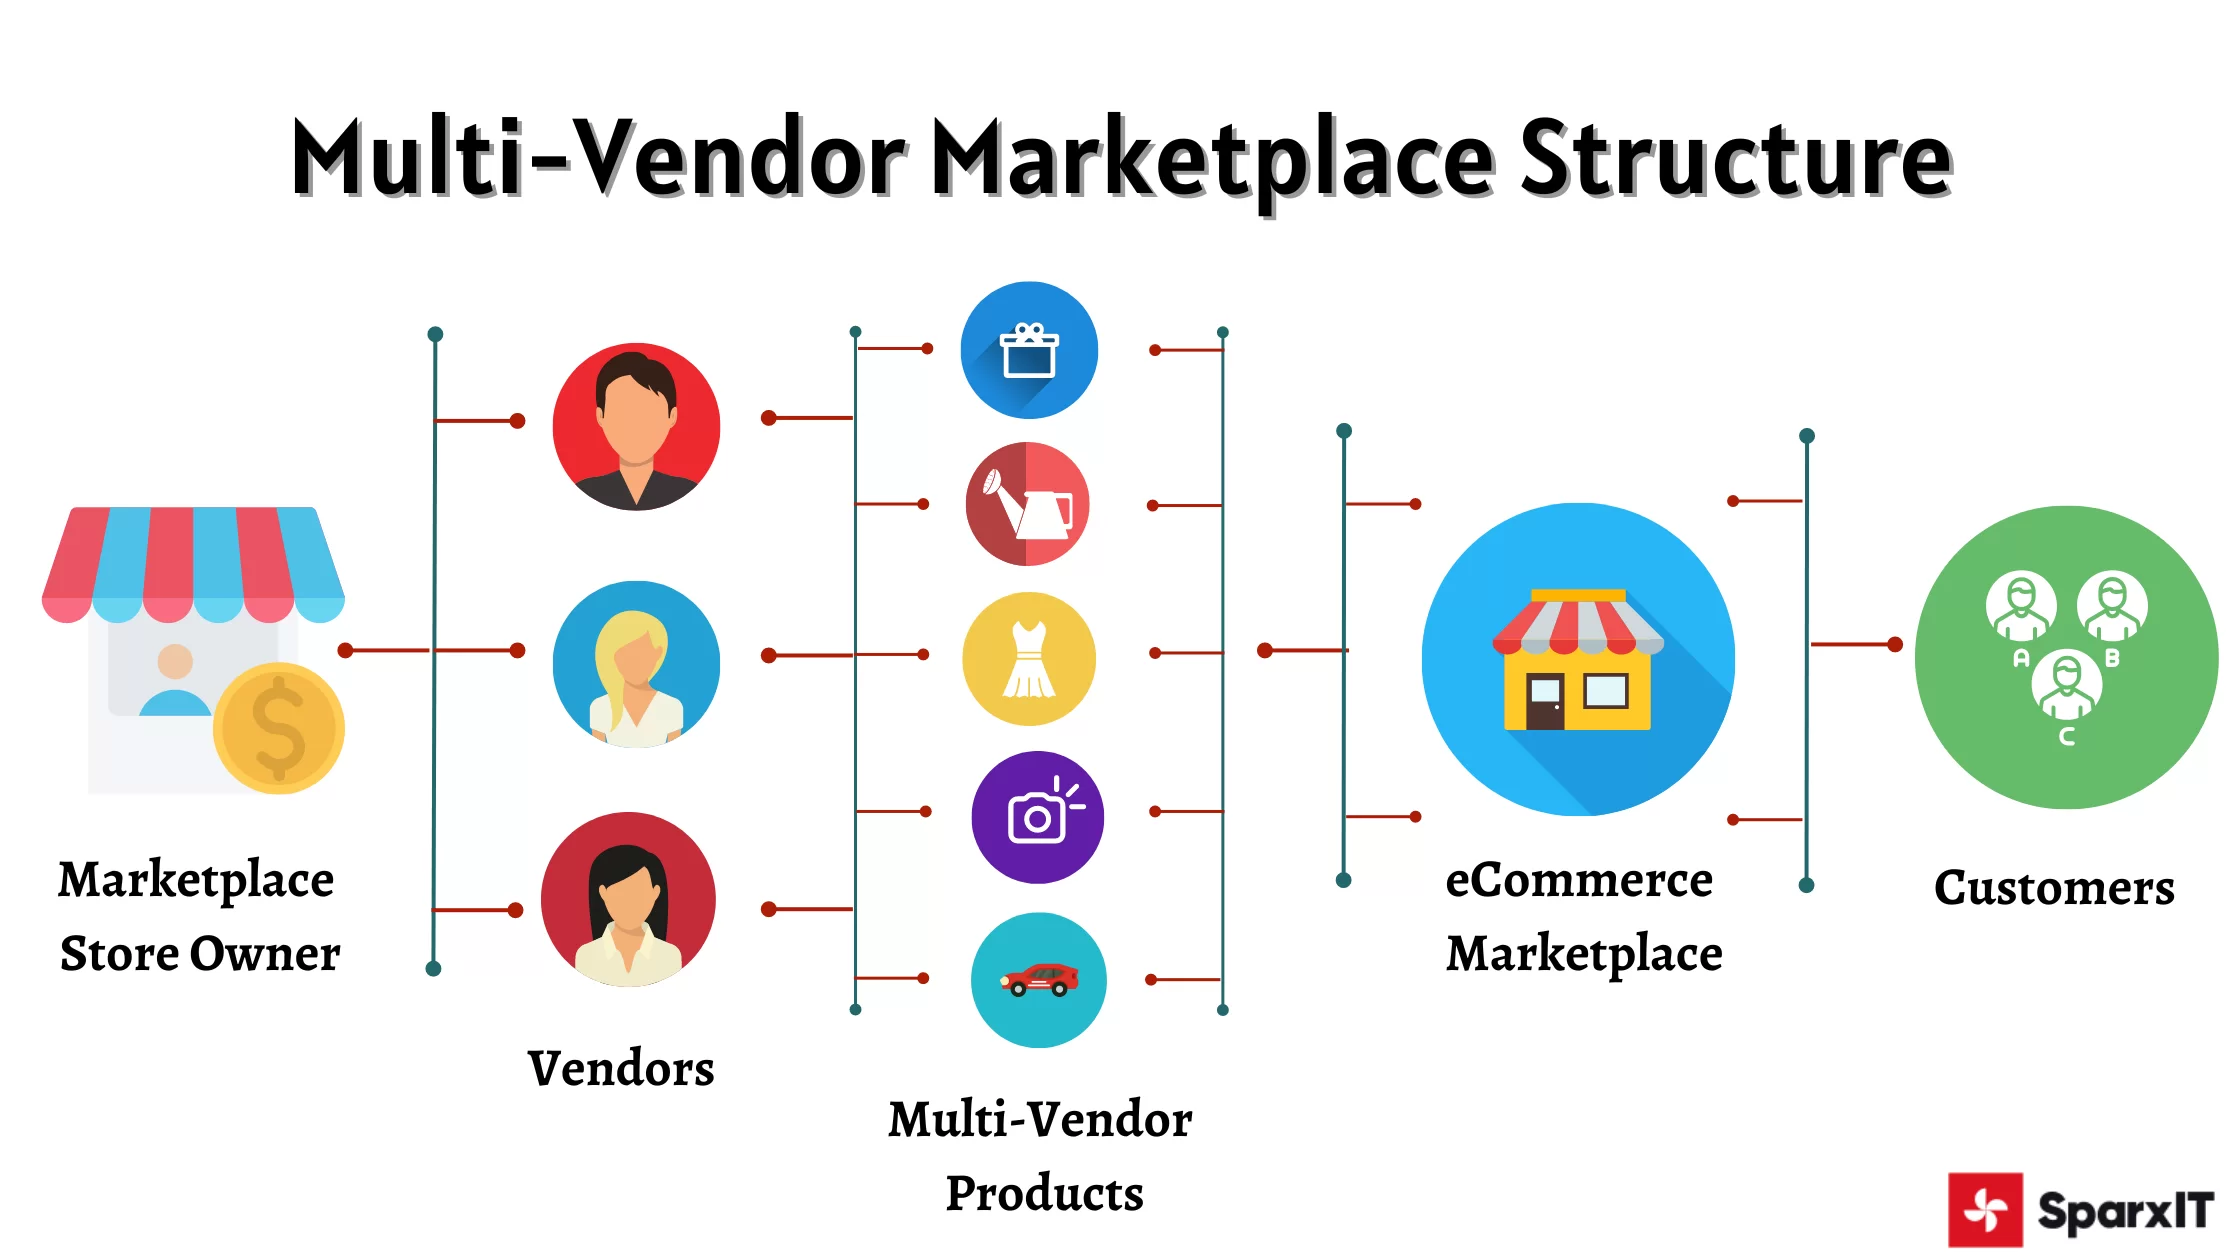 Multi-Vendor Marketplace Structure
A
B
C
Marketplace
Store Owner
Vendors
Multi-Vendor
Products
eCommerce
Marketplace
Customers
SparxIT